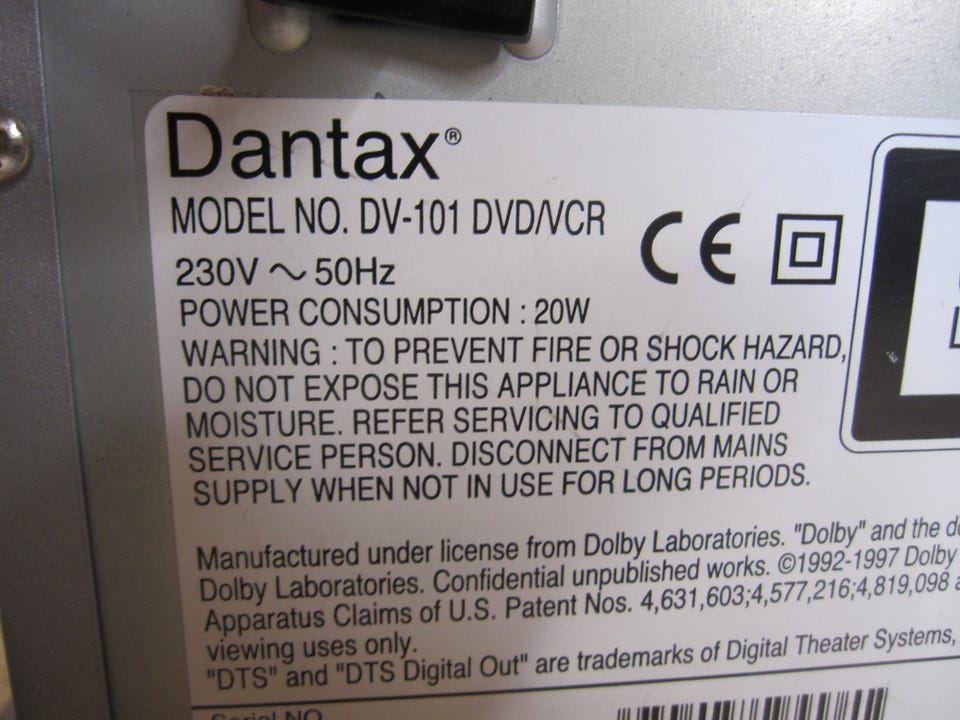 Dantax®
MODEL NO. DV-101 DVD/VCR
CE
230V ~ 50Hz
POWER CONSUMPTION : 20W
WARNING : TO PREVENT FIRE OR SHOCK HAZARD,
DO NOT EXPOSE THIS APPLIANCE TO RAIN OR
MOISTURE. REFER SERVICING TO QUALIFIED
SERVICE PERSON. DISCONNECT FROM MAINS
SUPPLY WHEN NOT IN USE FOR LONG PERIODS.
Manufactured under license from Dolby Laboratories. "Dolby" and the
Dolby Laboratories. Confidential unpublished works. ©1992-1997 Dolby
Apparatus Claims of U.S. Patent Nos. 4,631,603;4,577,216;4,819,098
viewing uses only.
"DTS" and "DTS Digital Out" are trademarks of Digital Theater Systems,
Serial NO